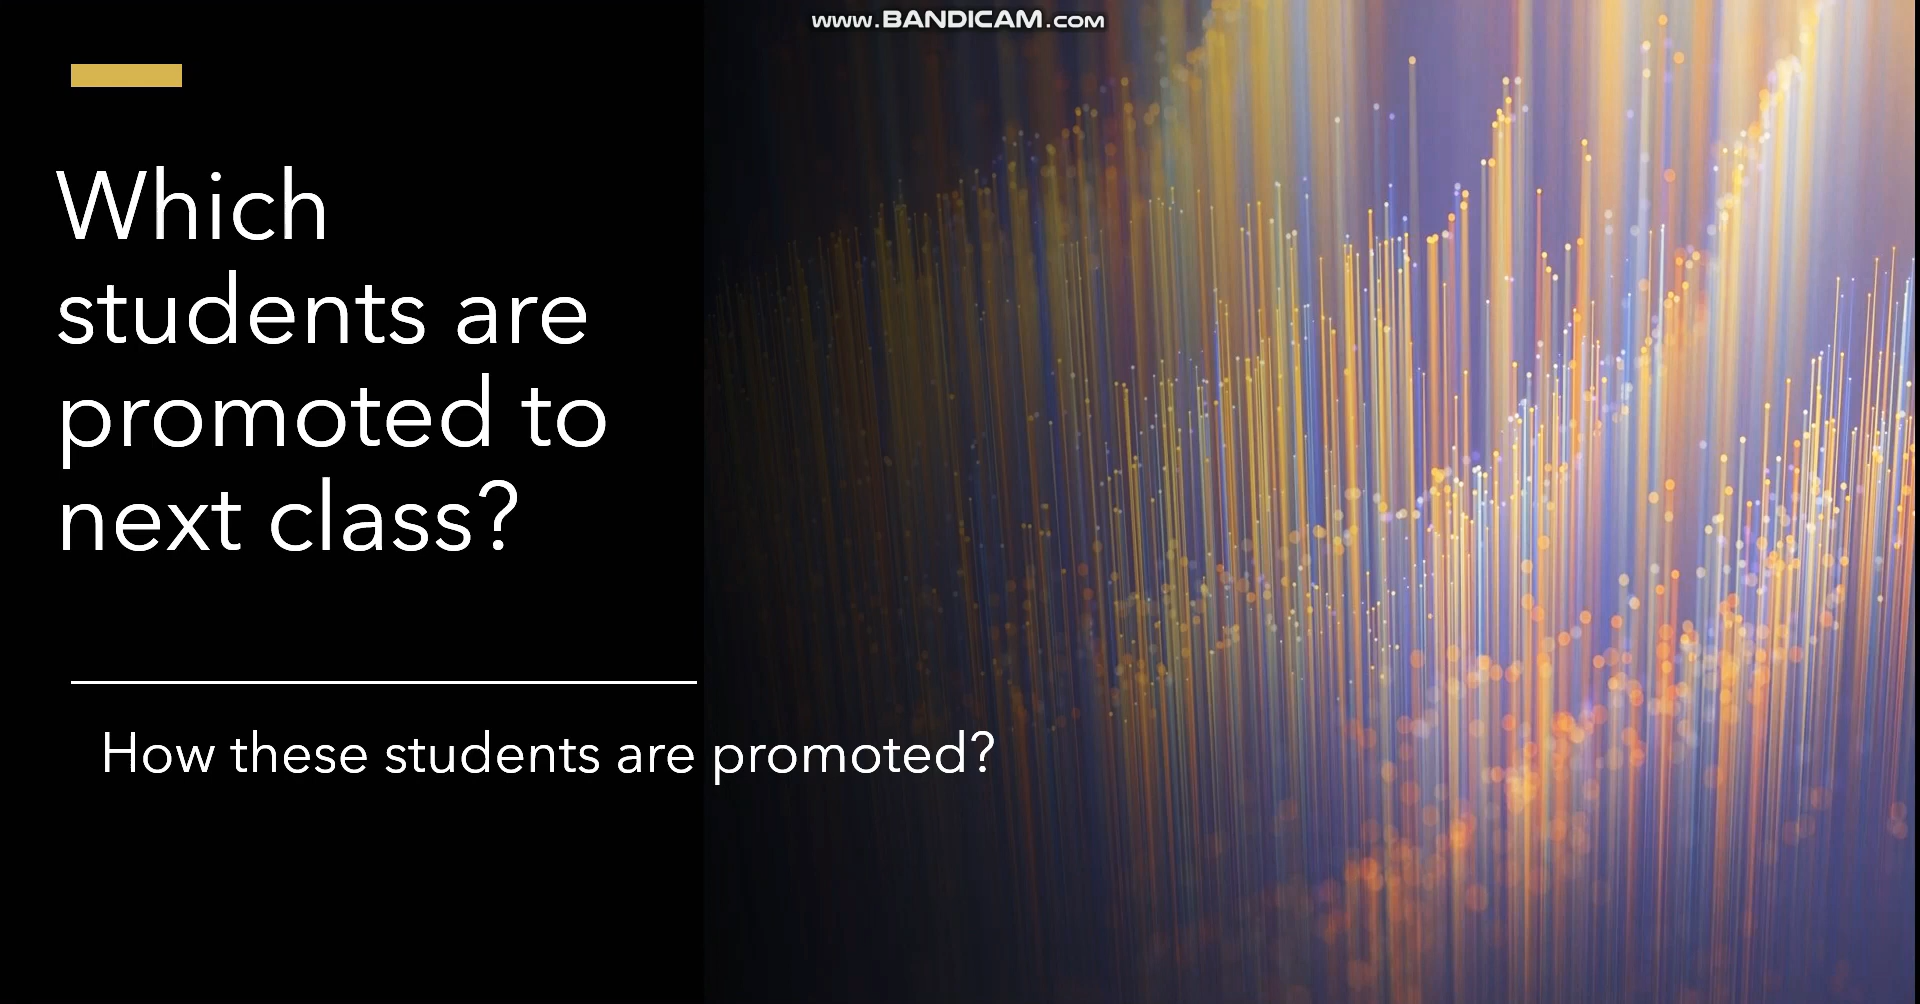 www.BANDICAM.com
Which
students are
promoted to
next class?
How these students are promoted?